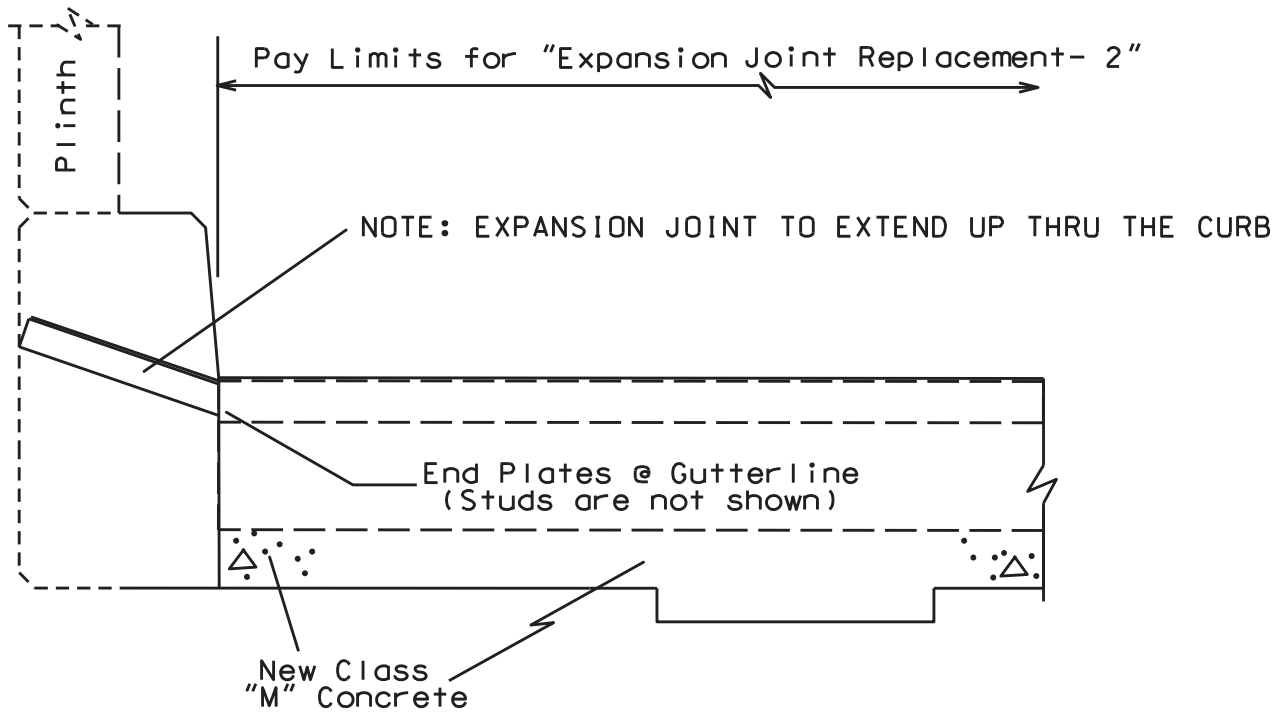 Pay Limits for "Expansion Joint Replacement- 2"
Plinth
NOTE: EXPANSION JOINT TO EXTEND UP THRU THE CURB
End Plates @ Gutterline
(Studs are not shown)
New Class
"M" Concrete